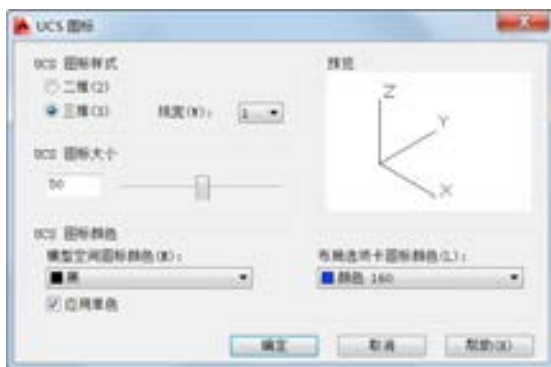 UCS 图标
UCS 图标样式
二维(2)
三维(3)
线宽(W)：
1
预览
Z
Y
X
UCS 图标大小
50
UCS 图标颜色
模型空间图标颜色(M)：
黑
布局选项卡图标颜色(L)：
颜色 160
应用单色
确定
取消
帮助(H)